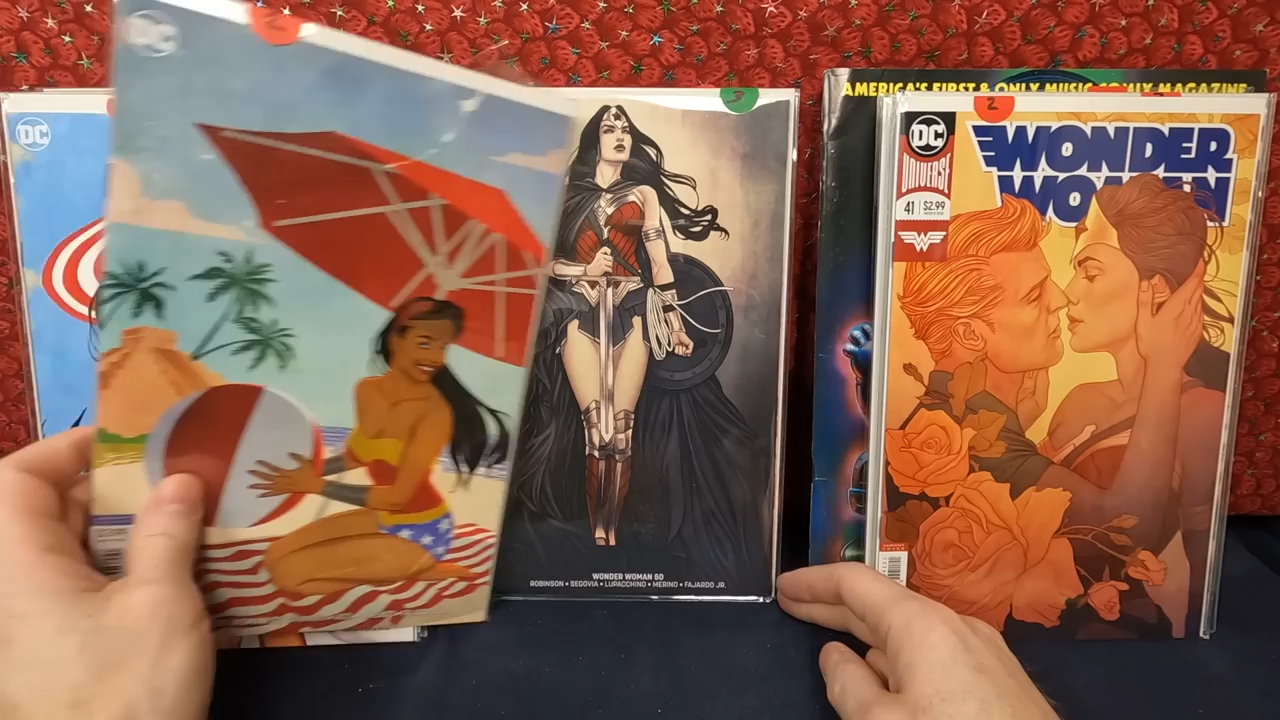 DC
DC
3
WONDER WOMAN 50
ROBINSON • SEGOVIA • LUPACCHINO • MERINO • FAJARDO JR.
AMERICA'S FIRST & ONLY MUSIC COMIX MAGAZINE
2
DC
UNIVERSE
41 $2.99
WONDER
WOMAN